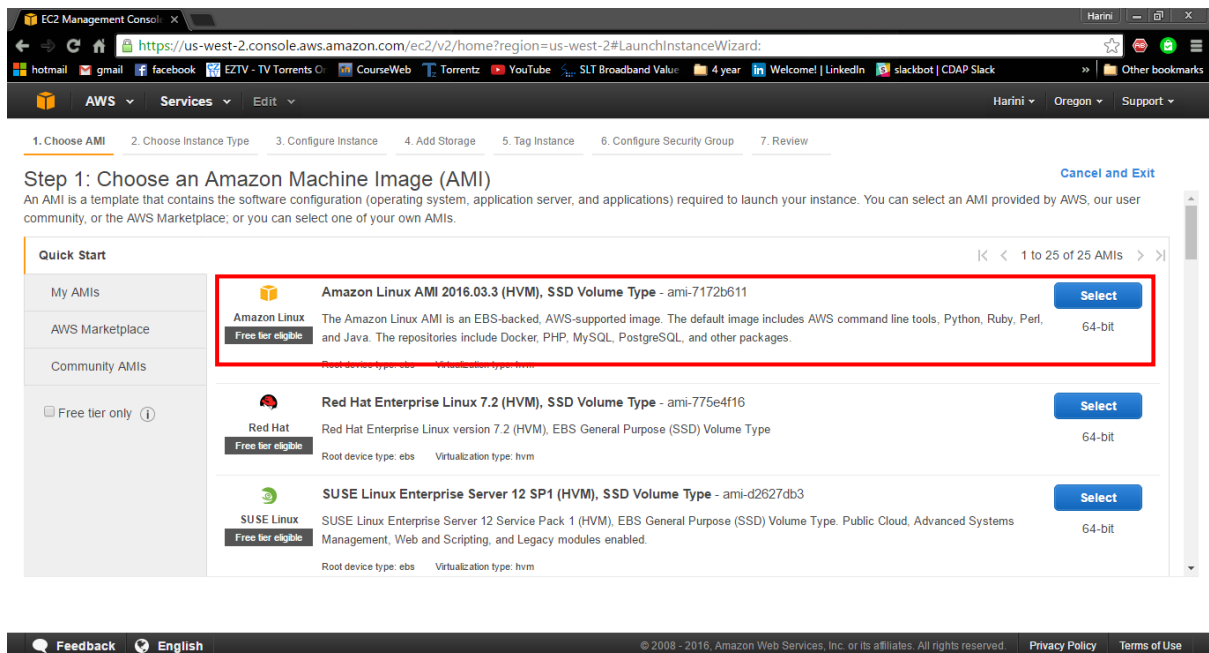 EC2 Management Consol
Harini
https://us-west-2.console.aws.amazon.com/ec2/v2/home?region=us-west-2#LaunchInstanceWizard:
hotmail gmail facebook EZTV - TV Torrents O CourseWeb Torrentz YouTube SLT Broadband Value 4 year Welcome! | LinkedIn slackbot | CDAP Slack » Other bookmarks
AWS Services Edit Harini Oregon Support
1. Choose AMI 2. Choose Instance Type 3. Configure Instance 4. Add Storage 5. Tag Instance 6. Configure Security Group 7. Review
Step 1: Choose an Amazon Machine Image (AMI)
Cancel and Exit
An AMI is a template that contains the software configuration (operating system, application server, and applications) required to launch your instance. You can select an AMI provided by AWS, our user
community, or the AWS Marketplace; or you can select one of your own AMIs.
Quick Start
1 to 25 of 25 AMIs
My AMIs
AWS Marketplace
Community AMIs
Free tier only
Amazon Linux
Free tier eligible
Amazon Linux AMI 2016.03.3 (HVM), SSD Volume Type - ami-7172b611
The Amazon Linux AMI is an EBS-backed, AWS-supported image. The default image includes AWS command line tools, Python, Ruby, Perl,
and Java. The repositories include Docker, PHP, MySQL, PostgreSQL, and other packages.
Root device type: ebs Virtualization type: hvm
Select
64-bit
Red Hat
Free tier eligible
Red Hat Enterprise Linux 7.2 (HVM), SSD Volume Type - ami-775e4f16
Red Hat Enterprise Linux version 7.2 (HVM), EBS General Purpose (SSD) Volume Type
Root device type: ebs Virtualization type: hvm
Select
64-bit
SUSE Linux
Free tier eligible
SUSE Linux Enterprise Server 12 SP1 (HVM), SSD Volume Type - ami-d2627db3
SUSE Linux Enterprise Server 12 Service Pack 1 (HVM), EBS General Purpose (SSD) Volume Type. Public Cloud, Advanced Systems
Management, Web and Scripting, and Legacy modules enabled.
Root device type: ebs Virtualization type: hvm
Select
64-bit
Feedback English
© 2008 - 2016, Amazon Web Services, Inc. or its affiliates. All rights reserved. Privacy Policy Terms of Use